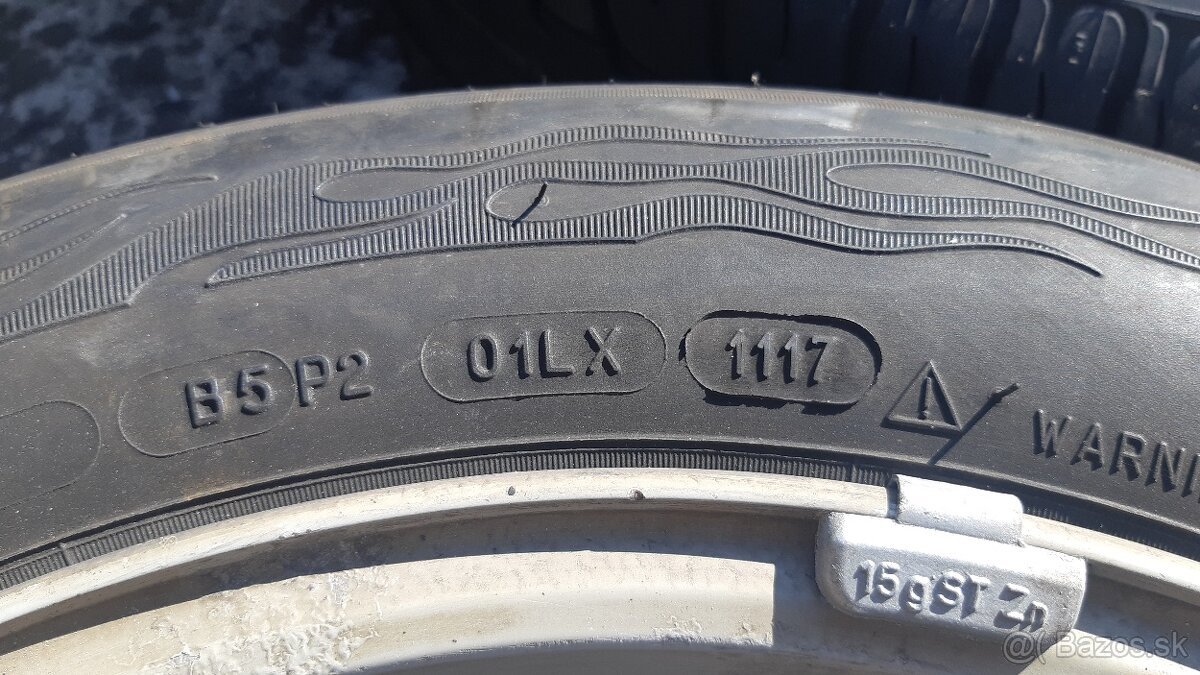 B5P2 01LX 1117 WARNI
15g ST Zn
Bazos.sk